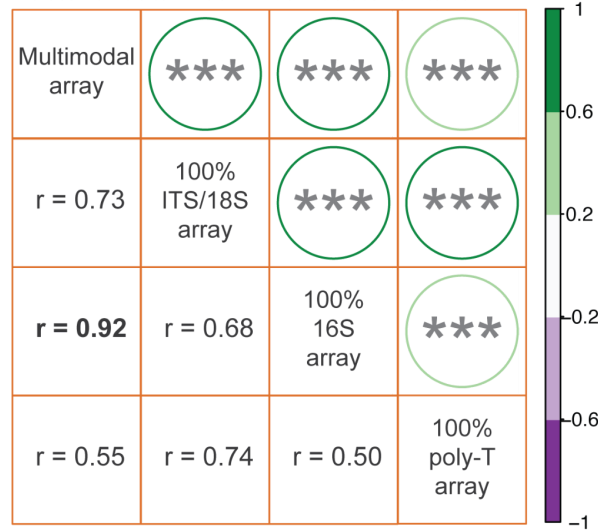 Multimodal
array
***
***
***
r = 0.73
100%
ITS/18S
array
***
***
r = 0.92
r = 0.68
100%
16S
array
***
r = 0.55
r = 0.74
r = 0.50
100%
poly-T
array
1
0.6
0.2
-0.2
-0.6
-1